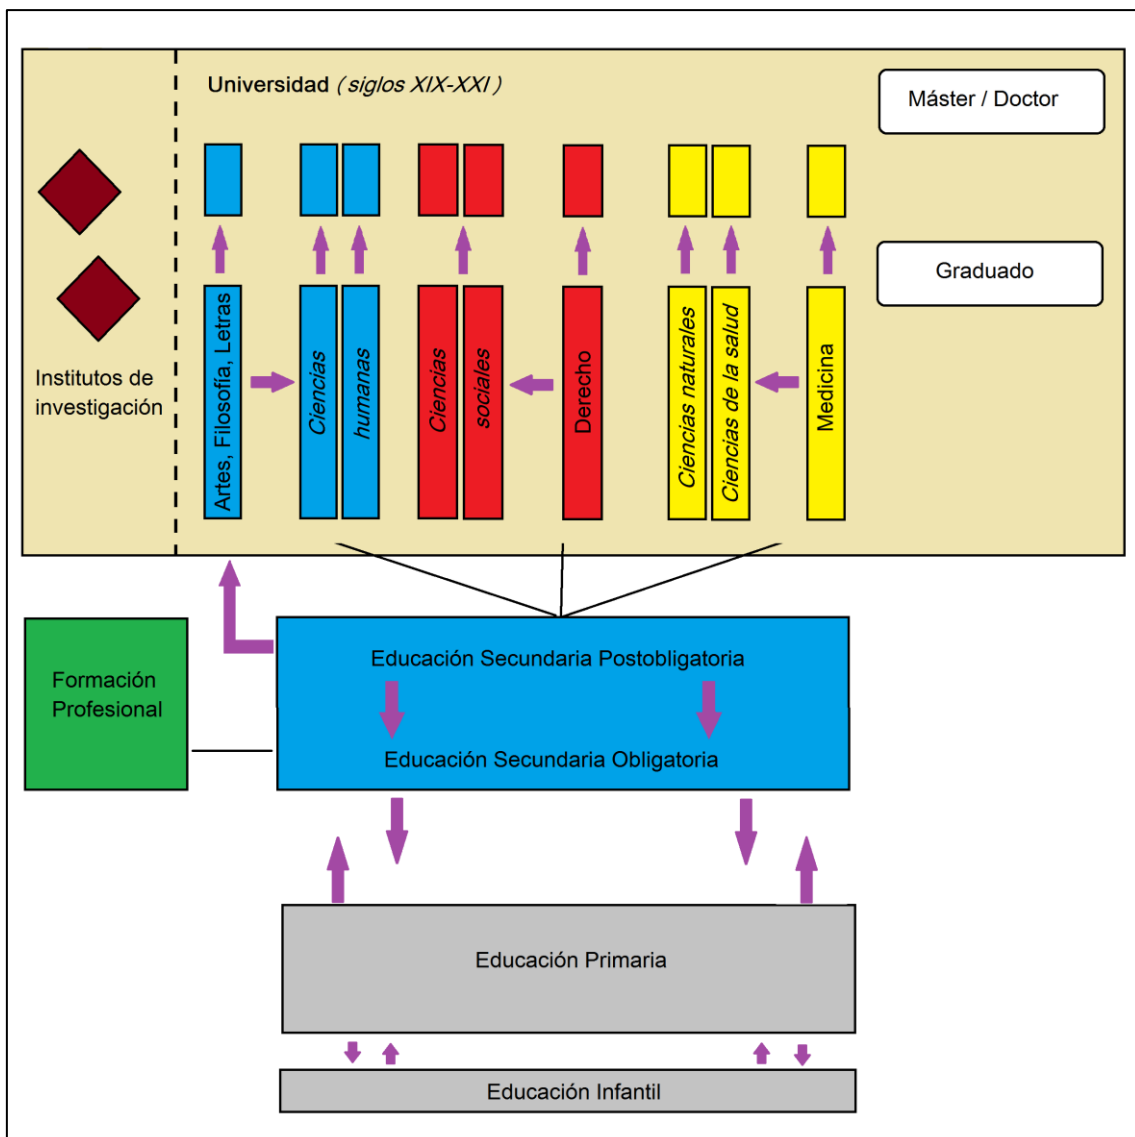 Universidad ( siglos XIX-XXI )
Máster / Doctor
Graduado
Institutos de
investigación
Artes, Filosofía, Letras
Ciencias
humanas
Ciencias
sociales
Derecho
Ciencias naturales
Ciencias de la salud
Medicina
Formación
Profesional
Educación Secundaria Postobligatoria
Educación Secundaria Obligatoria
Educación Primaria
Educación Infantil